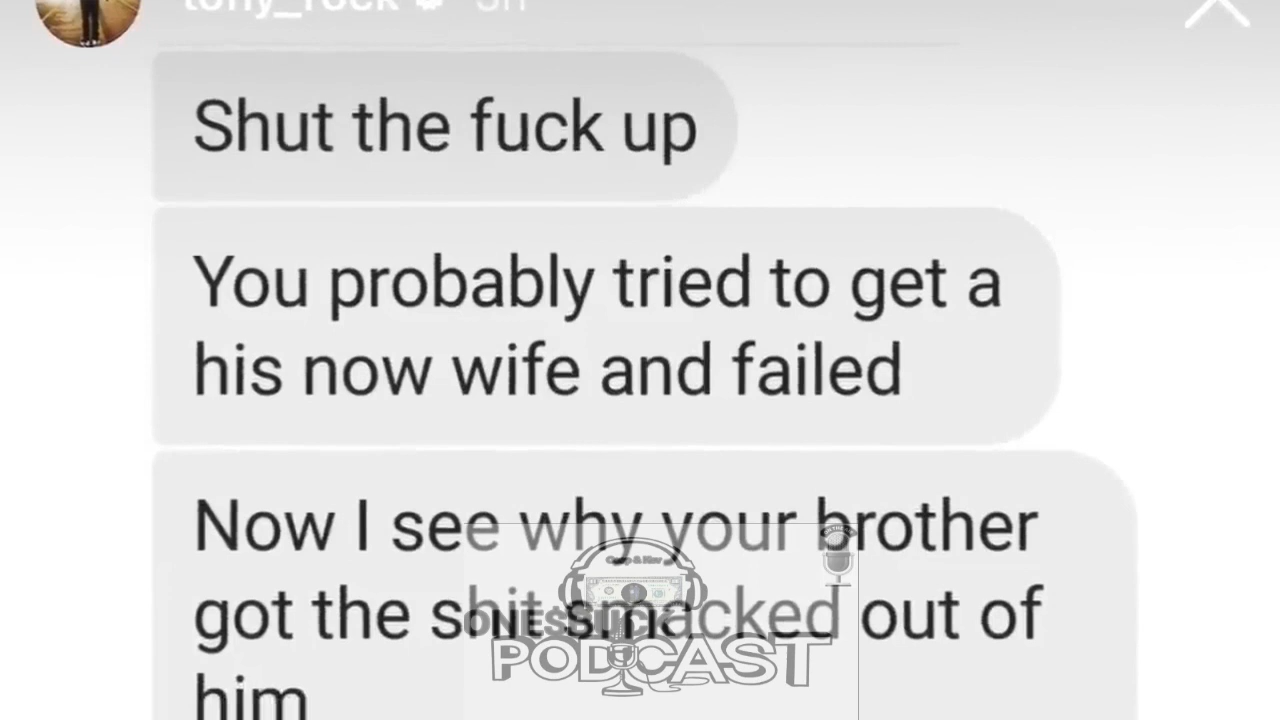 tony_rock 5h
Shut the fuck up
You probably tried to get a
his now wife and failed
Now I see why your brother
got the shit smacked out of
him
PODCAST